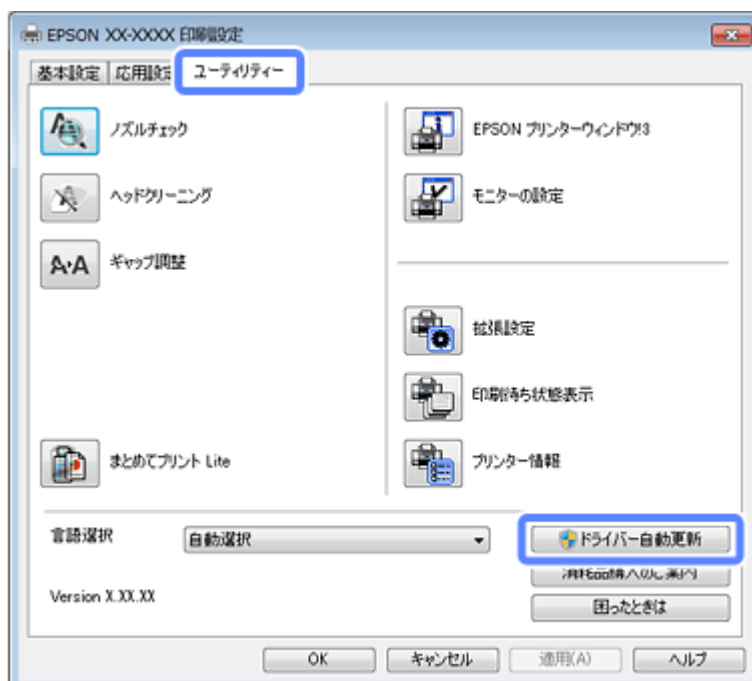 EPSON XX-XXXX 印刷設定
基本設定 応用設定 ユーティリティー
ノズルチェック
ヘッドクリーニング
A▸A ギャップ調整
まとめてプリント Lite
EPSON プリンターウィンドウ!3
モニターの設定
拡張設定
印刷待ち状態表示
プリンター情報
言語選択 自動選択 ドライバー自動更新
消耗品購入のご案内
Version X.XX.XX
困ったときは
OK キャンセル 適用(A) ヘルプ